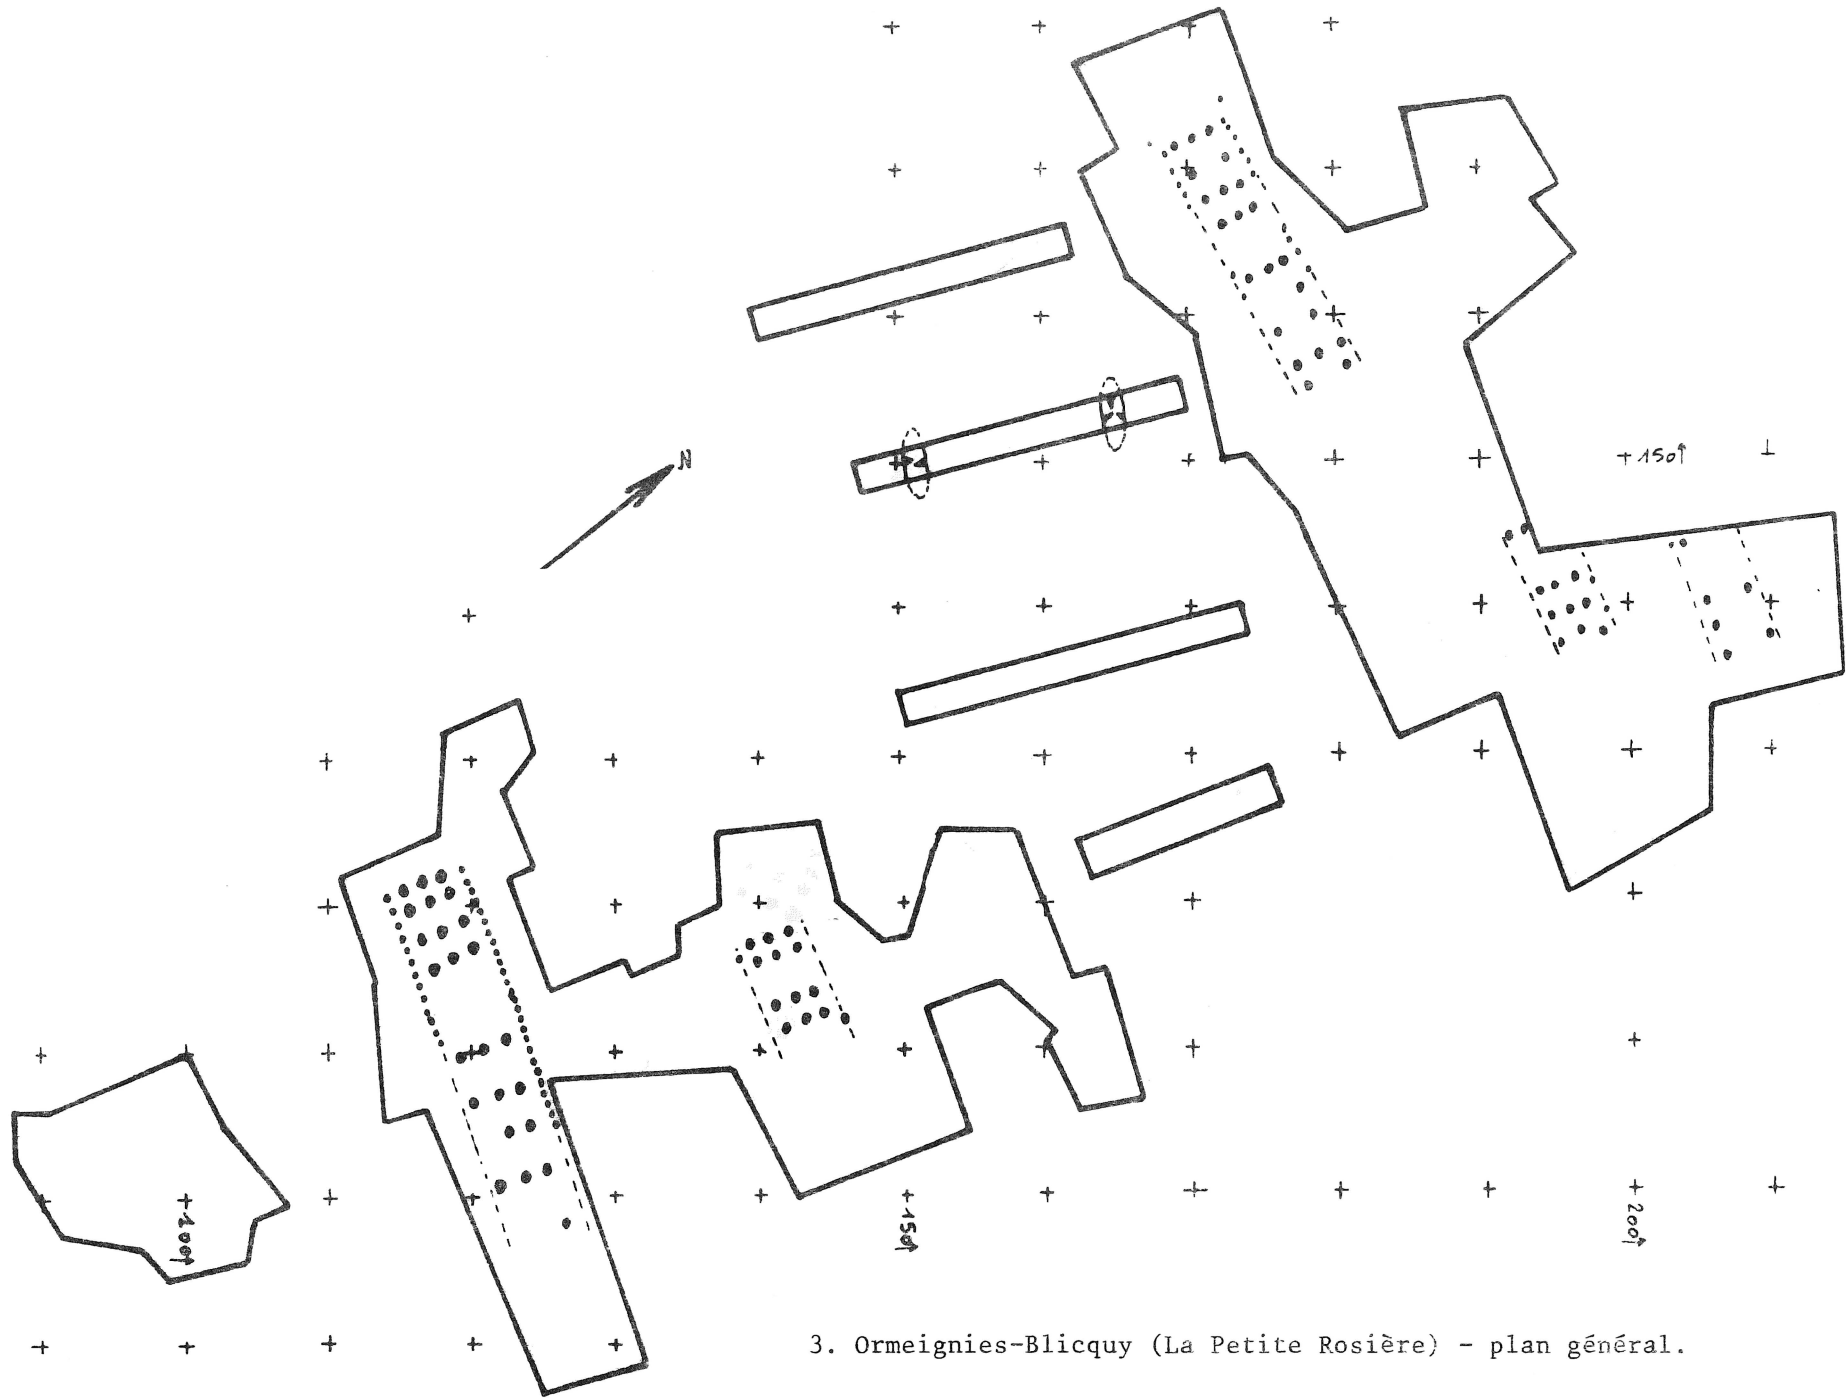 N
150↑
100↑
150↑
200↑
3. Ormeignies-Blicquy (La Petite Rosière) - plan général.